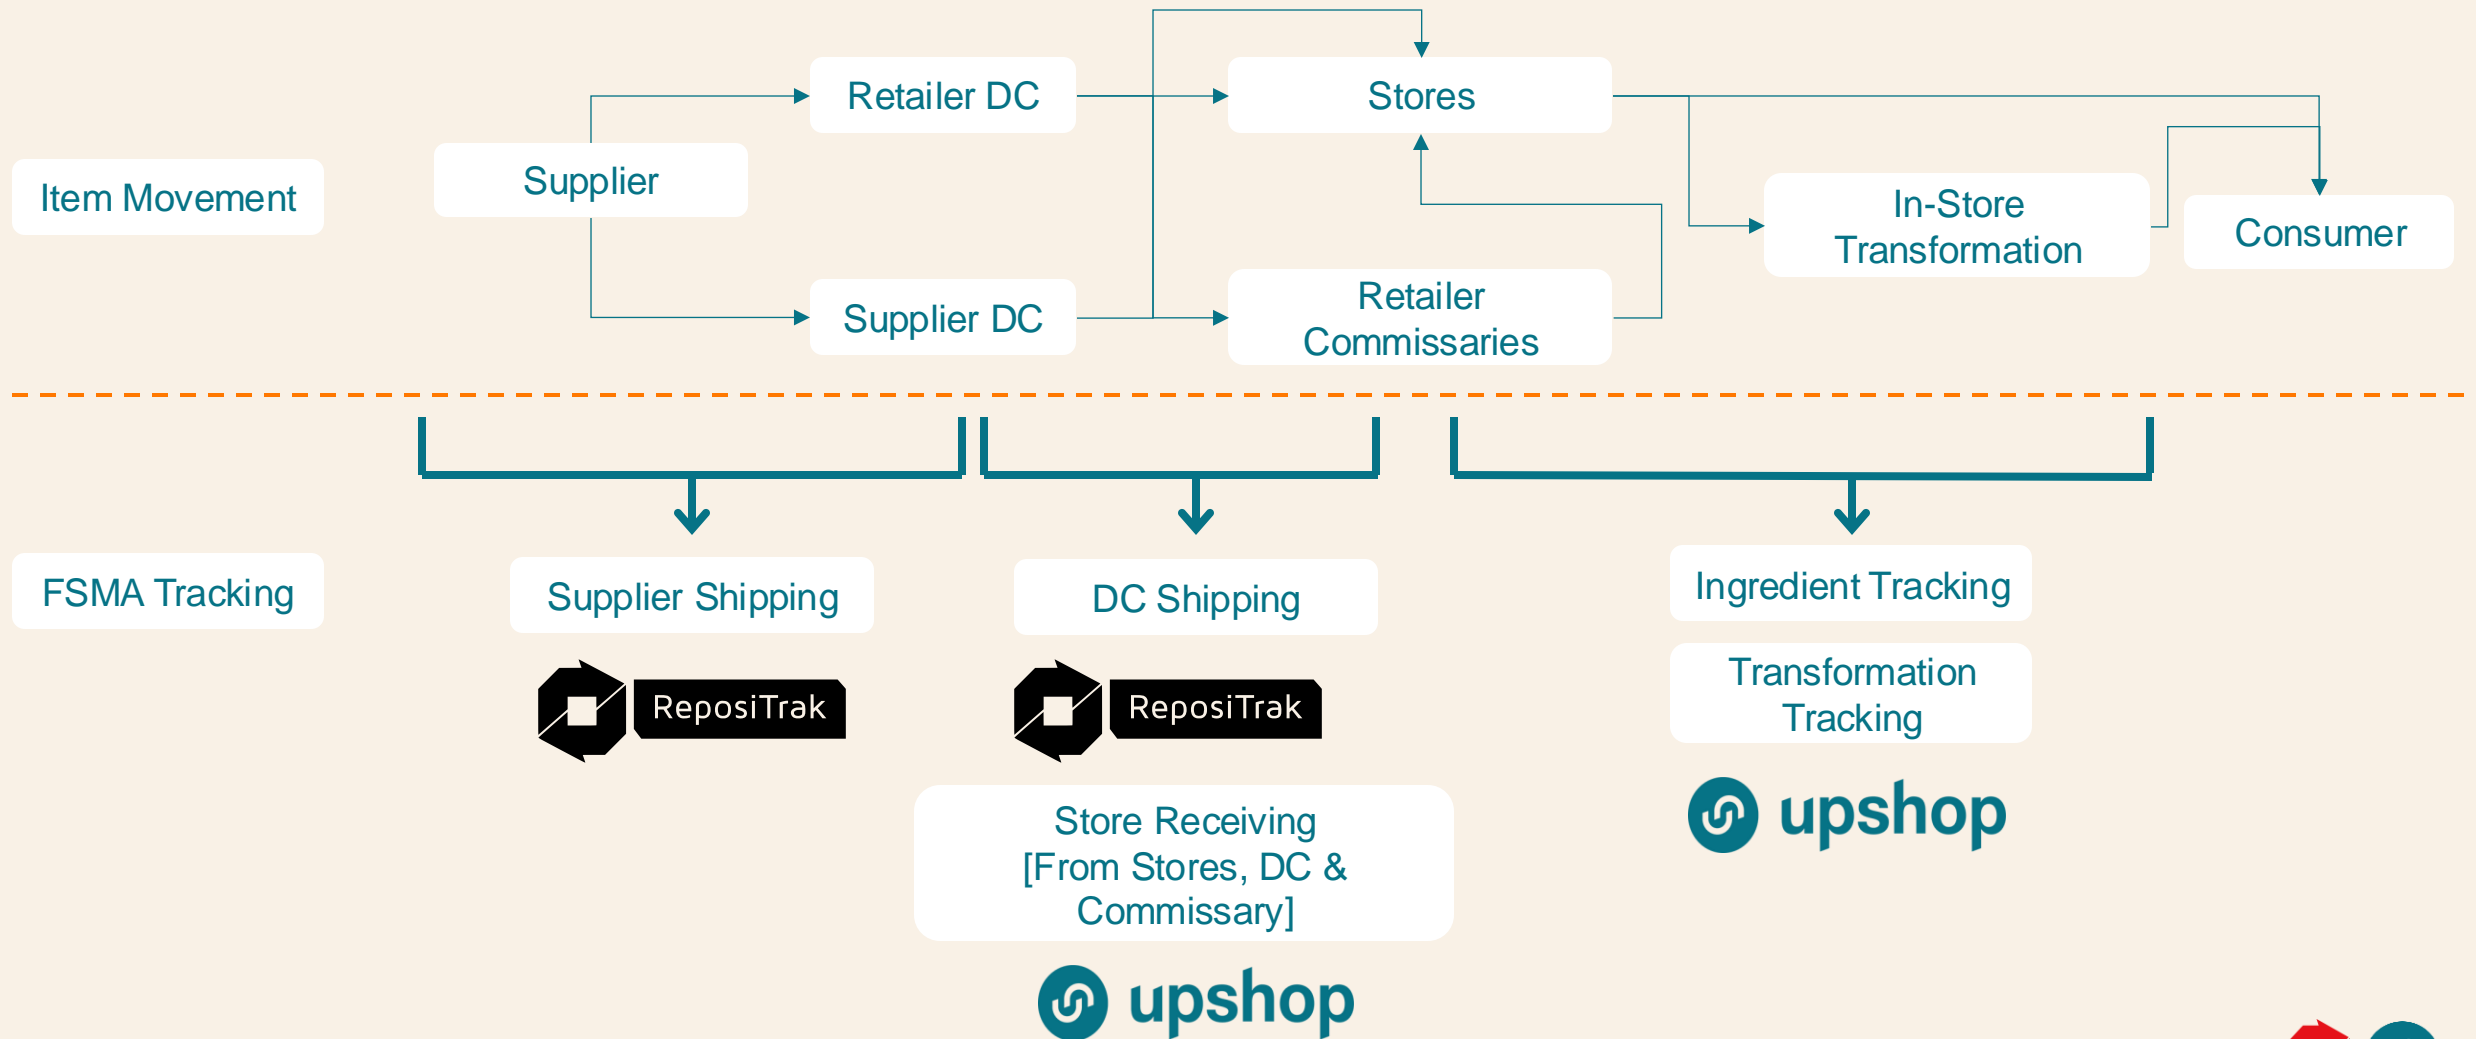 Retailer DC
Stores
Supplier
Item Movement
In-Store
Transformation
Consumer
Supplier DC
Retailer
Commissaries
FSMA Tracking
Supplier Shipping
DC Shipping
Ingredient Tracking
Transformation
Tracking
ReposiTrak
ReposiTrak
upshop
Store Receiving
[From Stores, DC &
Commissary]
upshop